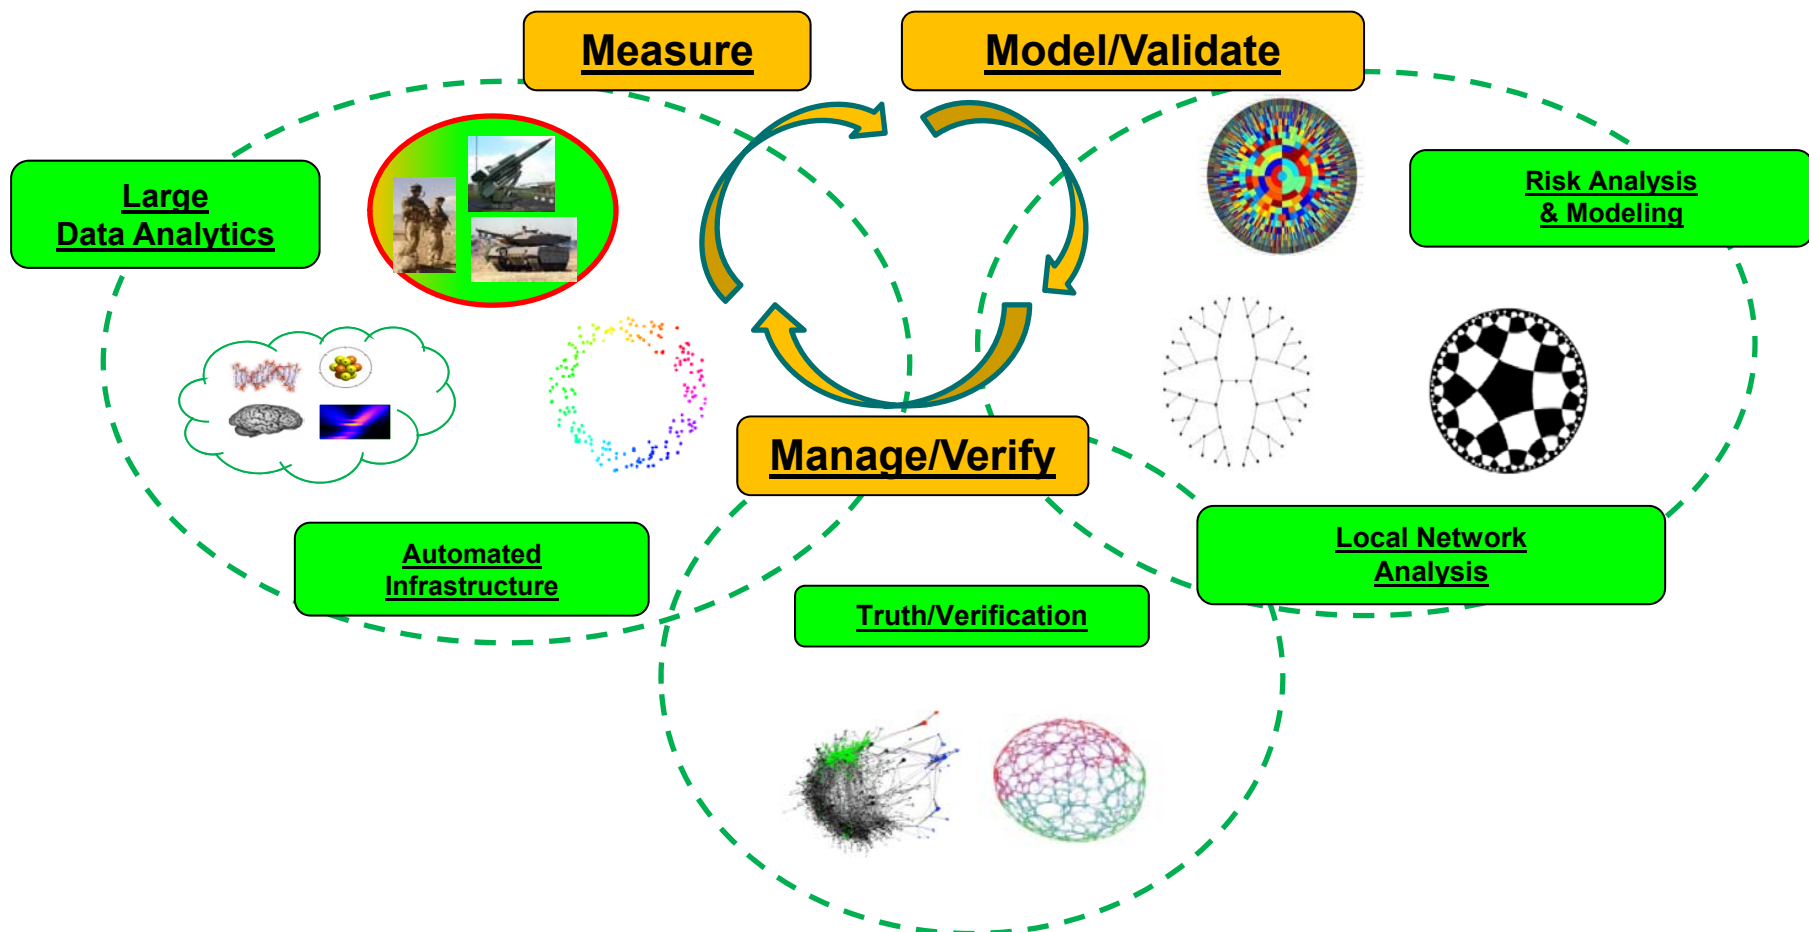 Measure
Model/Validate
Large
Data Analytics
Risk Analysis
& Modeling
Manage/Verify
Automated
Infrastructure
Local Network
Analysis
Truth/Verification